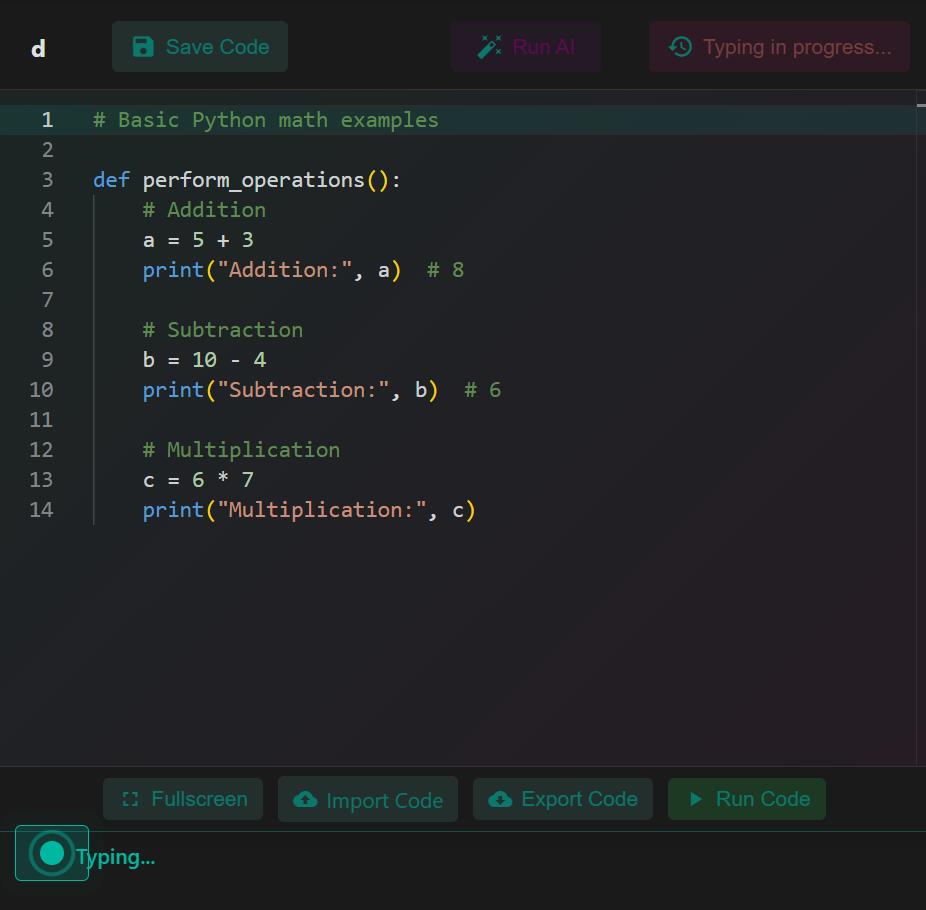 d Save Code Run AI Typing in progress...
1 # Basic Python math examples
2
3 def perform_operations():
4     # Addition
5     a = 5 + 3
6     print("Addition:", a)  # 8
7
8     # Subtraction
9     b = 10 - 4
10     print("Subtraction:", b)  # 6
11
12     # Multiplication
13     c = 6 * 7
14     print("Multiplication:", c)
Fullscreen Import Code Export Code Run Code
Typing...